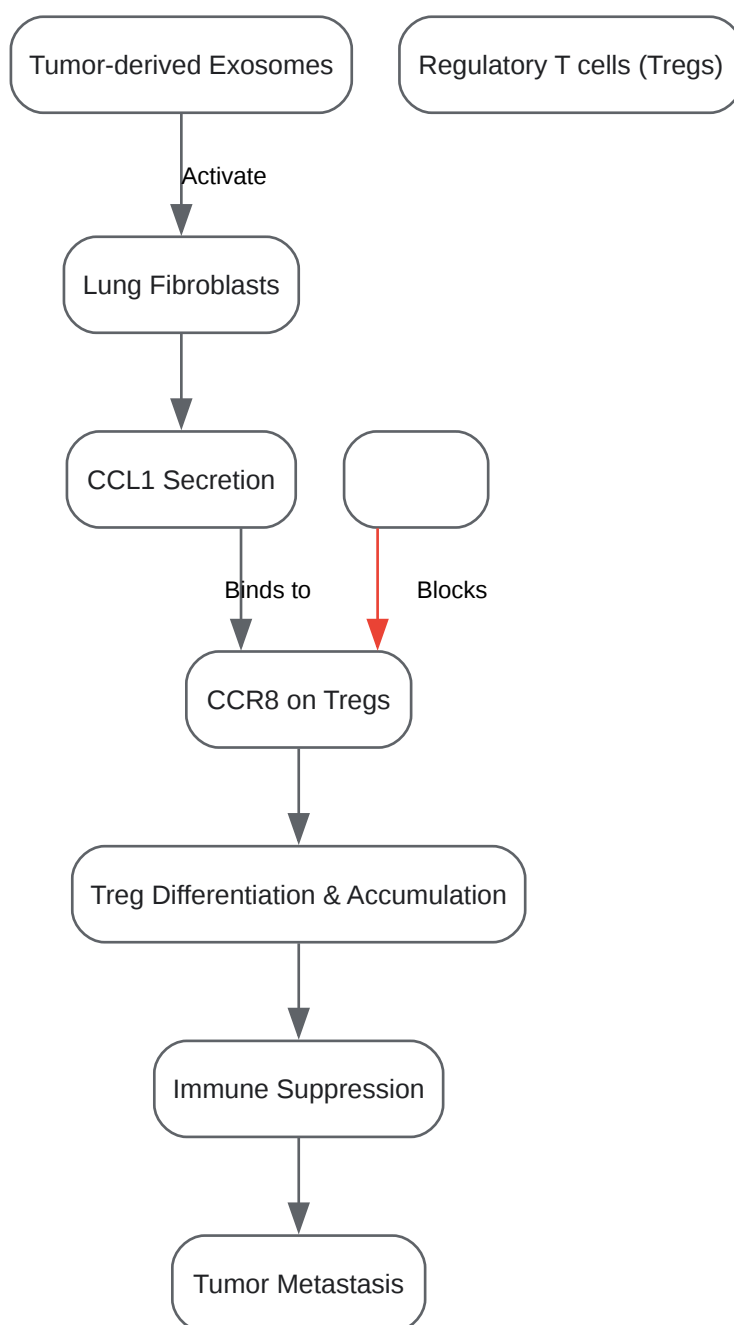 Tumor-derived Exosomes
Regulatory T cells (Tregs)
Activate
Lung Fibroblasts
CCL1 Secretion
Binds to
Blocks
CCR8 on Tregs
Treg Differentiation & Accumulation
Immune Suppression
Tumor Metastasis